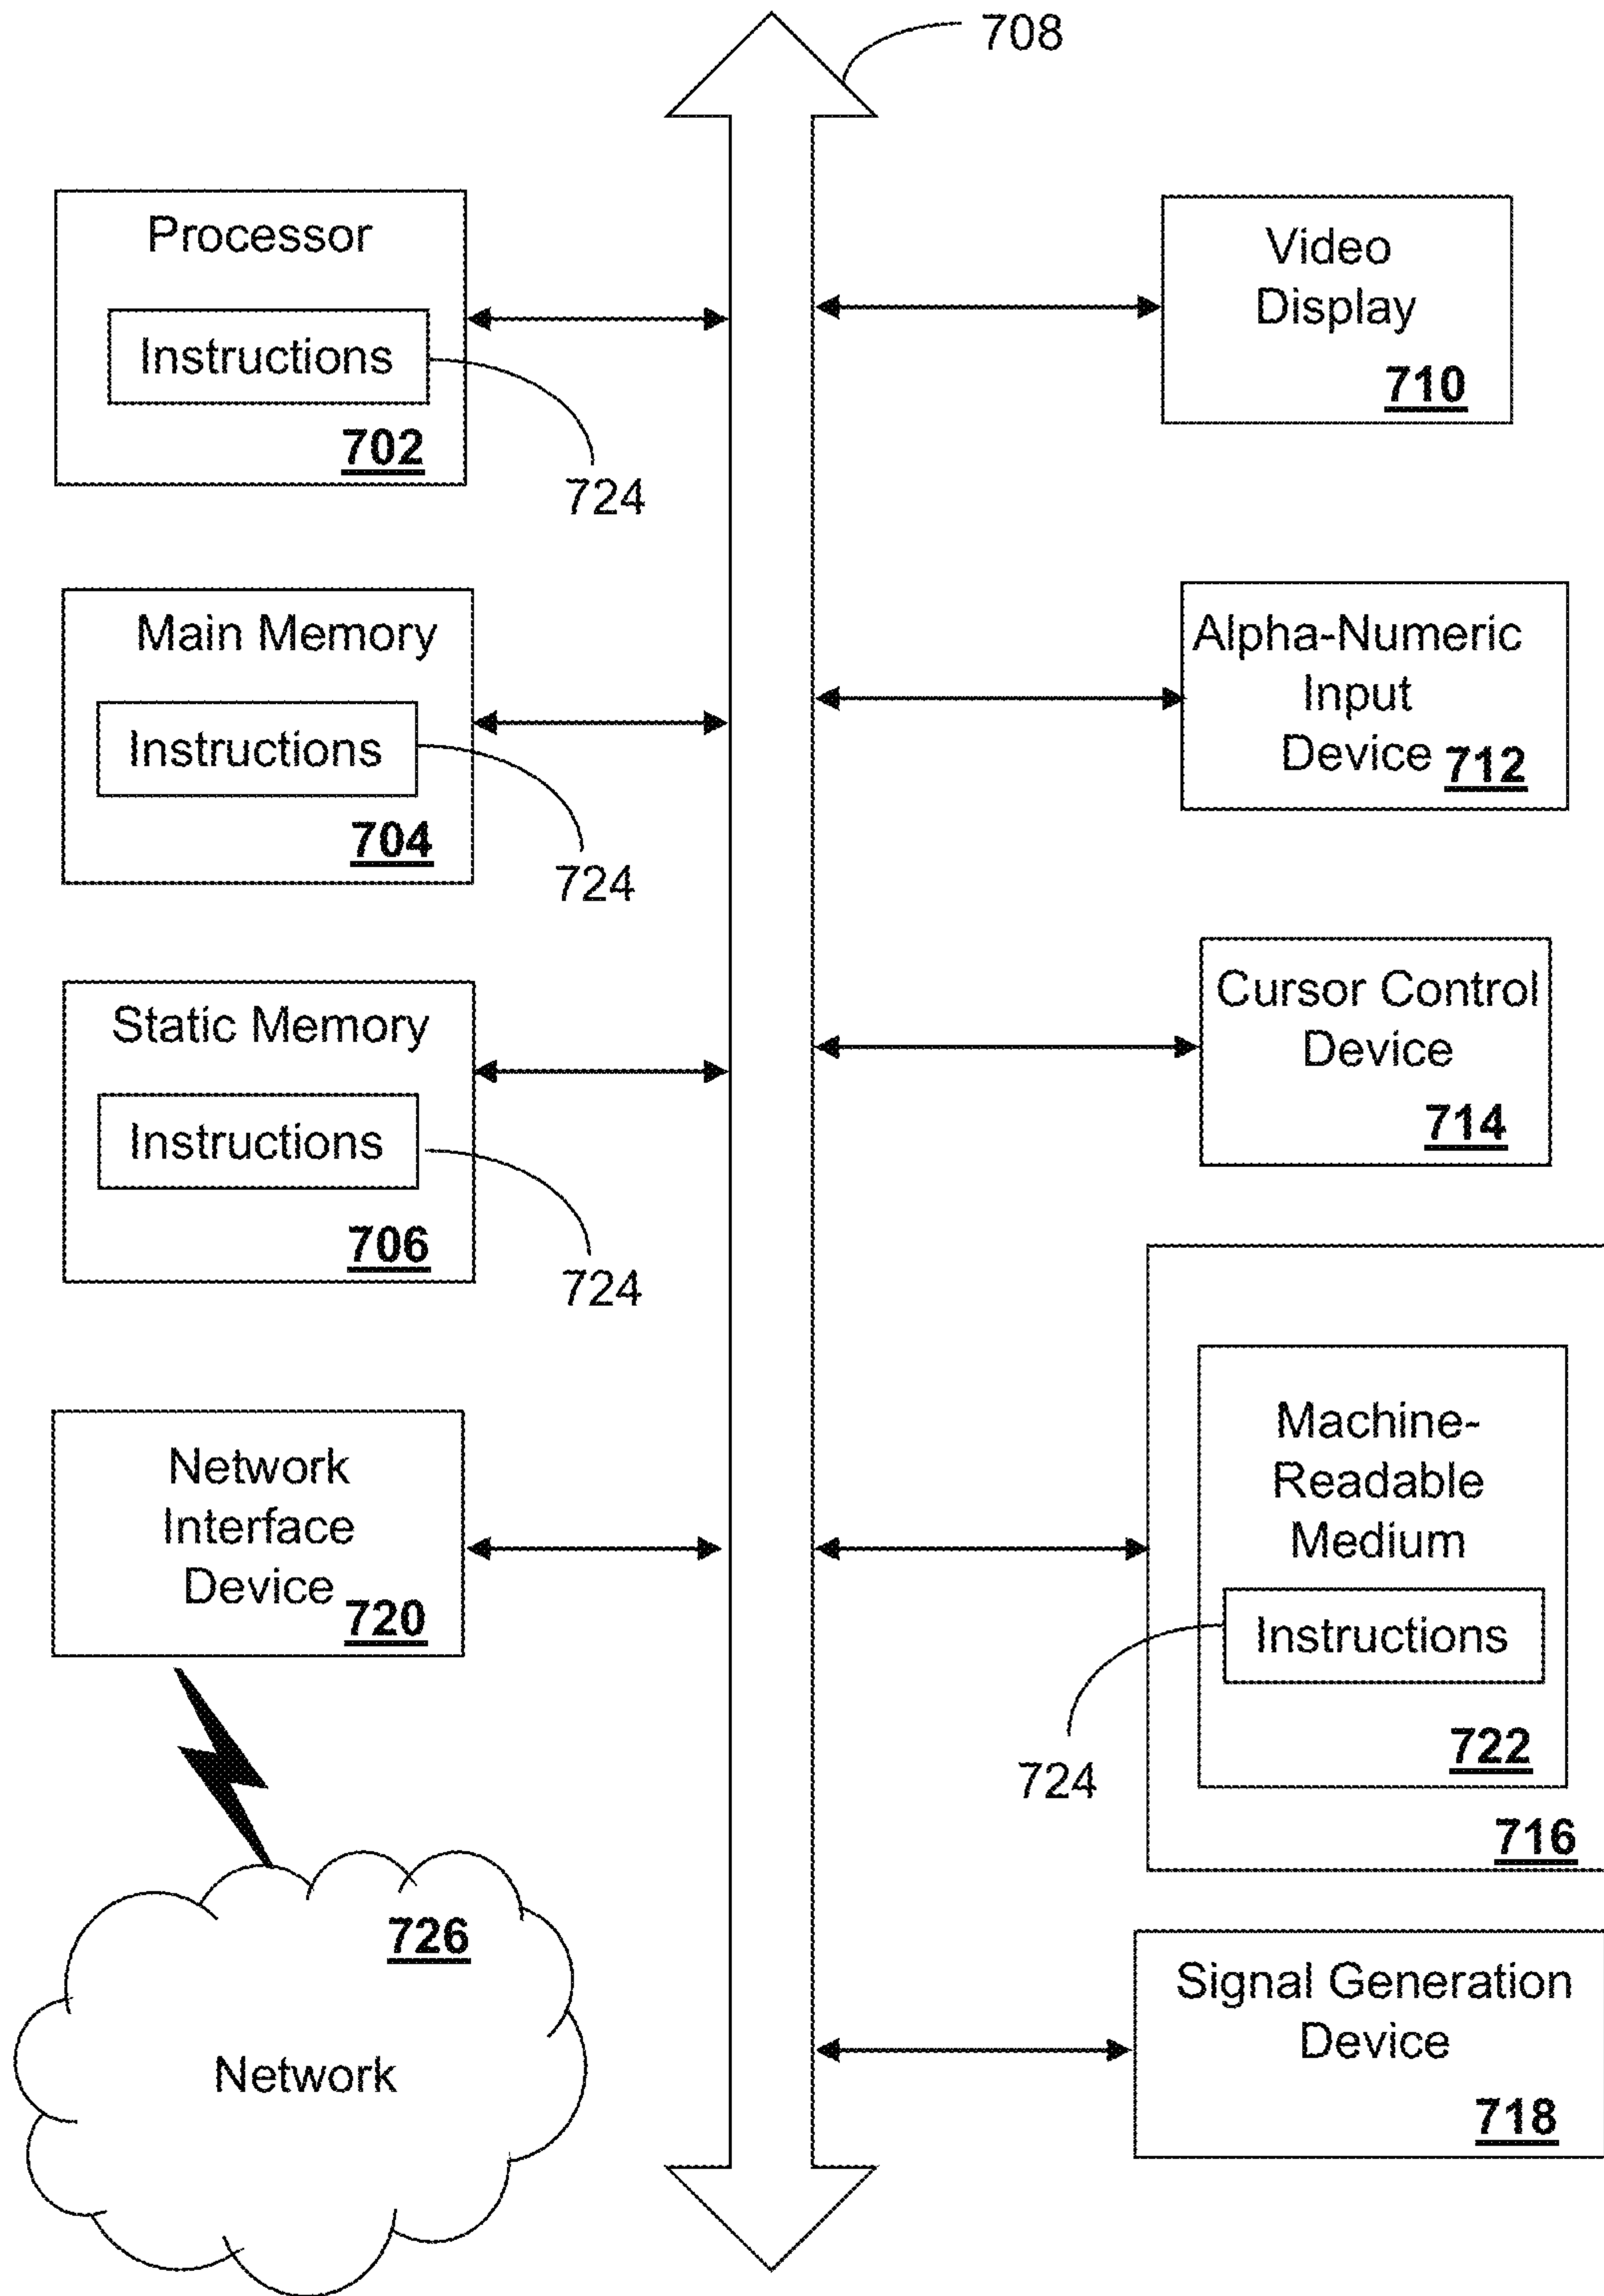 708
Processor
Instructions
702
724
Main Memory
Instructions
704
724
Static Memory
Instructions
706
724
Network
Interface
Device
720
726
Network
Video
Display
710
Alpha-Numeric
Input
Device
712
Cursor Control
Device
714
Machine-
Readable
Medium
Instructions
722
724
716
Signal Generation
Device
718